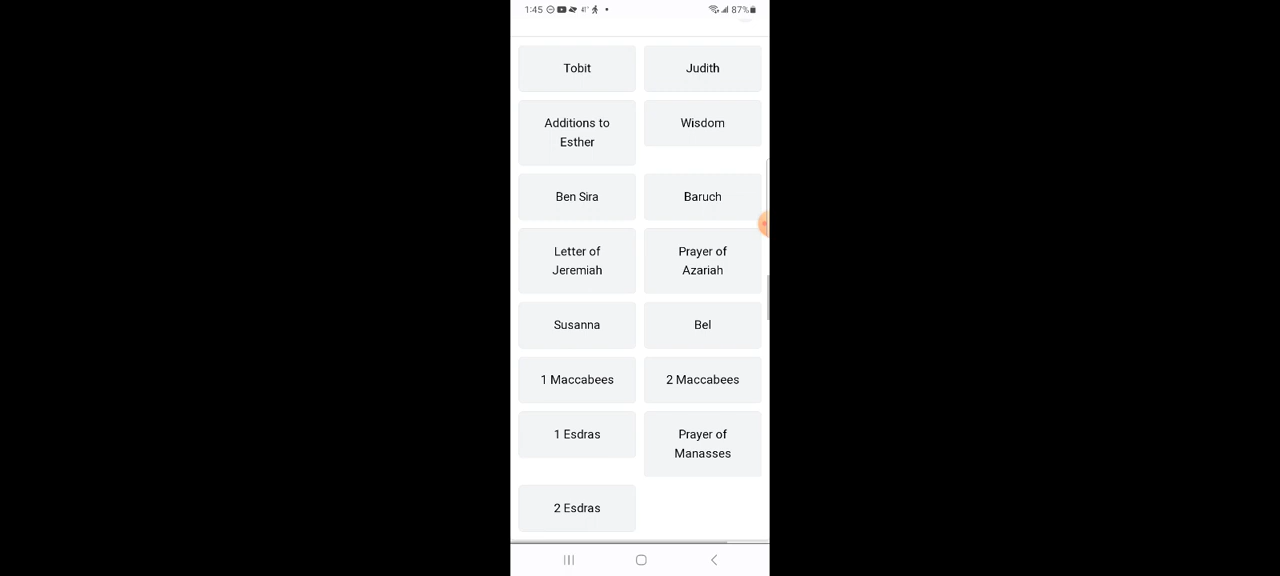 1:45 41° 87%
Tobit
Judith
Additions to
Esther
Wisdom
Ben Sira
Baruch
Letter of
Jeremiah
Prayer of
Azariah
Susanna
Bel
1 Maccabees
2 Maccabees
1 Esdras
Prayer of
Manasses
2 Esdras